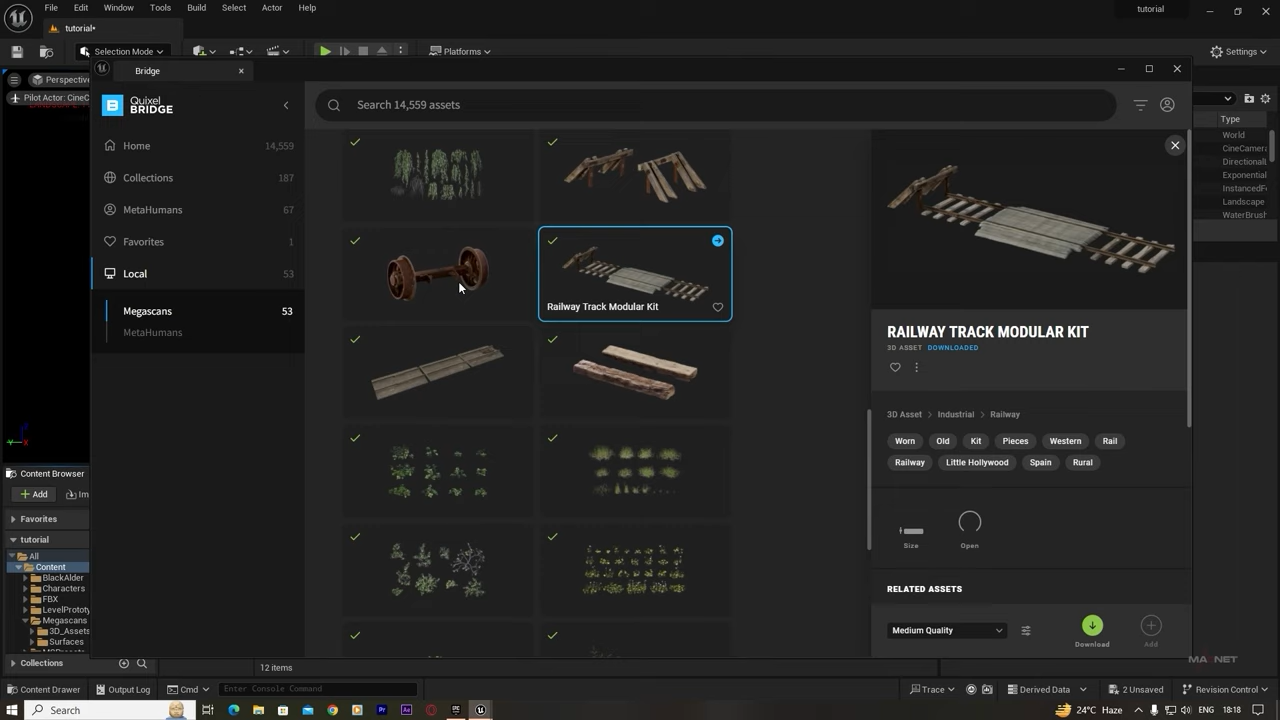 File Edit Window Tools Build Select Actor Help
tutorial
tutorial*
Selection Mode
Platforms
Settings
Perspective
Bridge
Pilot Actor: CineC
Quixel
BRIDGE
Search 14,559 assets
Type
World
CineCamera
Directional
Exponential
Landscape
WaterBrush
Home 14,559
Collections 187
MetaHumans 67
Favorites 1
Local 53
Megascans 53
MetaHumans
Railway Track Modular Kit
RAILWAY TRACK MODULAR KIT
3D ASSET DOWNLOADED
3D Asset > Industrial > Railway
Worn Old Kit Pieces Western Rail
Railway Little Hollywood Spain Rural
Size Open
RELATED ASSETS
Medium Quality
Download Add
Content Browser
Add
Favorites
tutorial
All
Content
BlackAlder
Characters
FBX
Megascans
3D_Assets
Surfaces
Collections
12 items
MAXNET
Content Drawer Output Log Cmd Enter Console Command Trace Derived Data 2 Unsaved Revision Control
Search 24°C Haze ENG 18:18